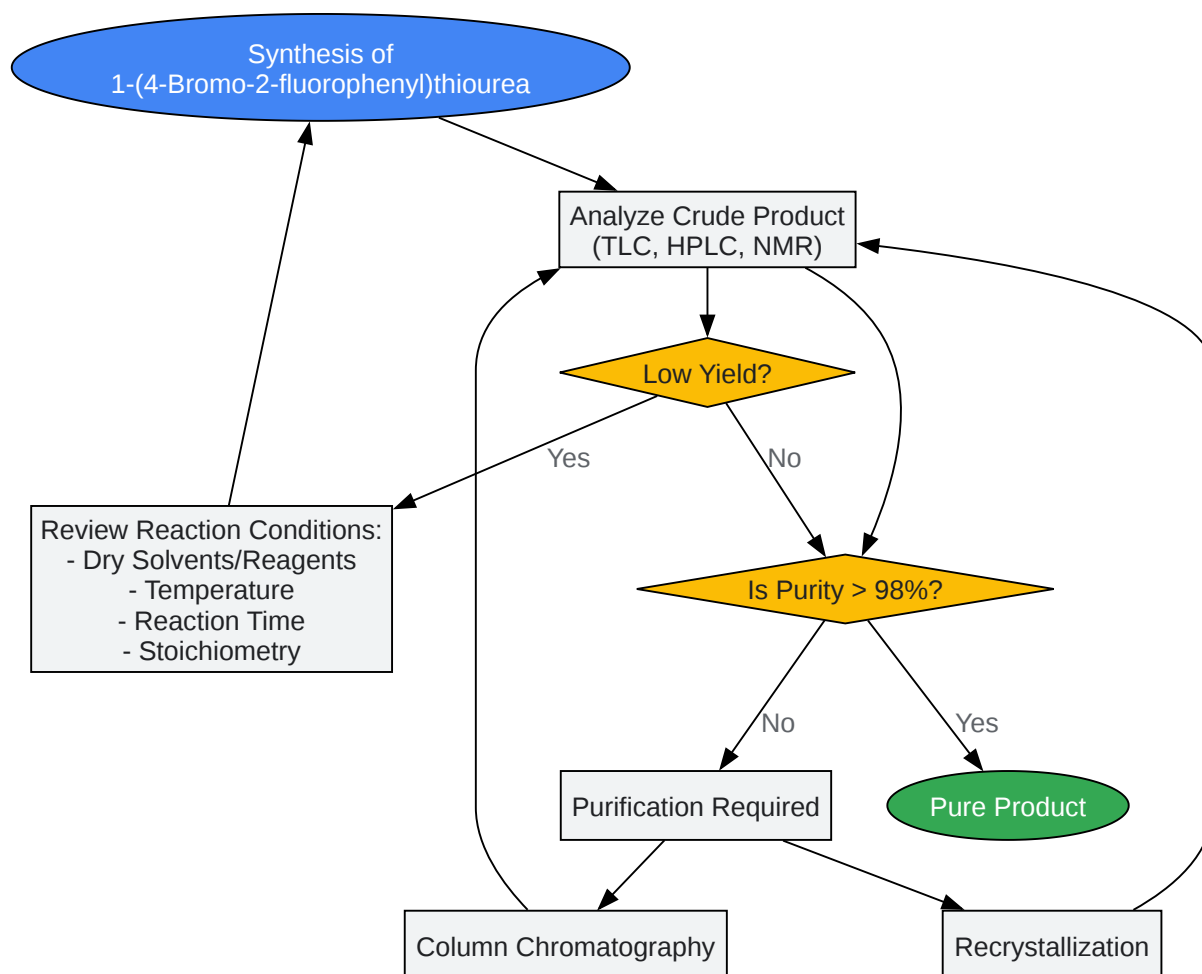 Synthesis of
1-(4-Bromo-2-fluorophenyl)thiourea
Analyze Crude Product
(TLC, HPLC, NMR)
Low Yield?
Yes
No
Review Reaction Conditions:
- Dry Solvents/Reagents
- Temperature
- Reaction Time
- Stoichiometry
Is Purity > 98%?
No
Yes
Purification Required
Pure Product
Column Chromatography
Recrystallization